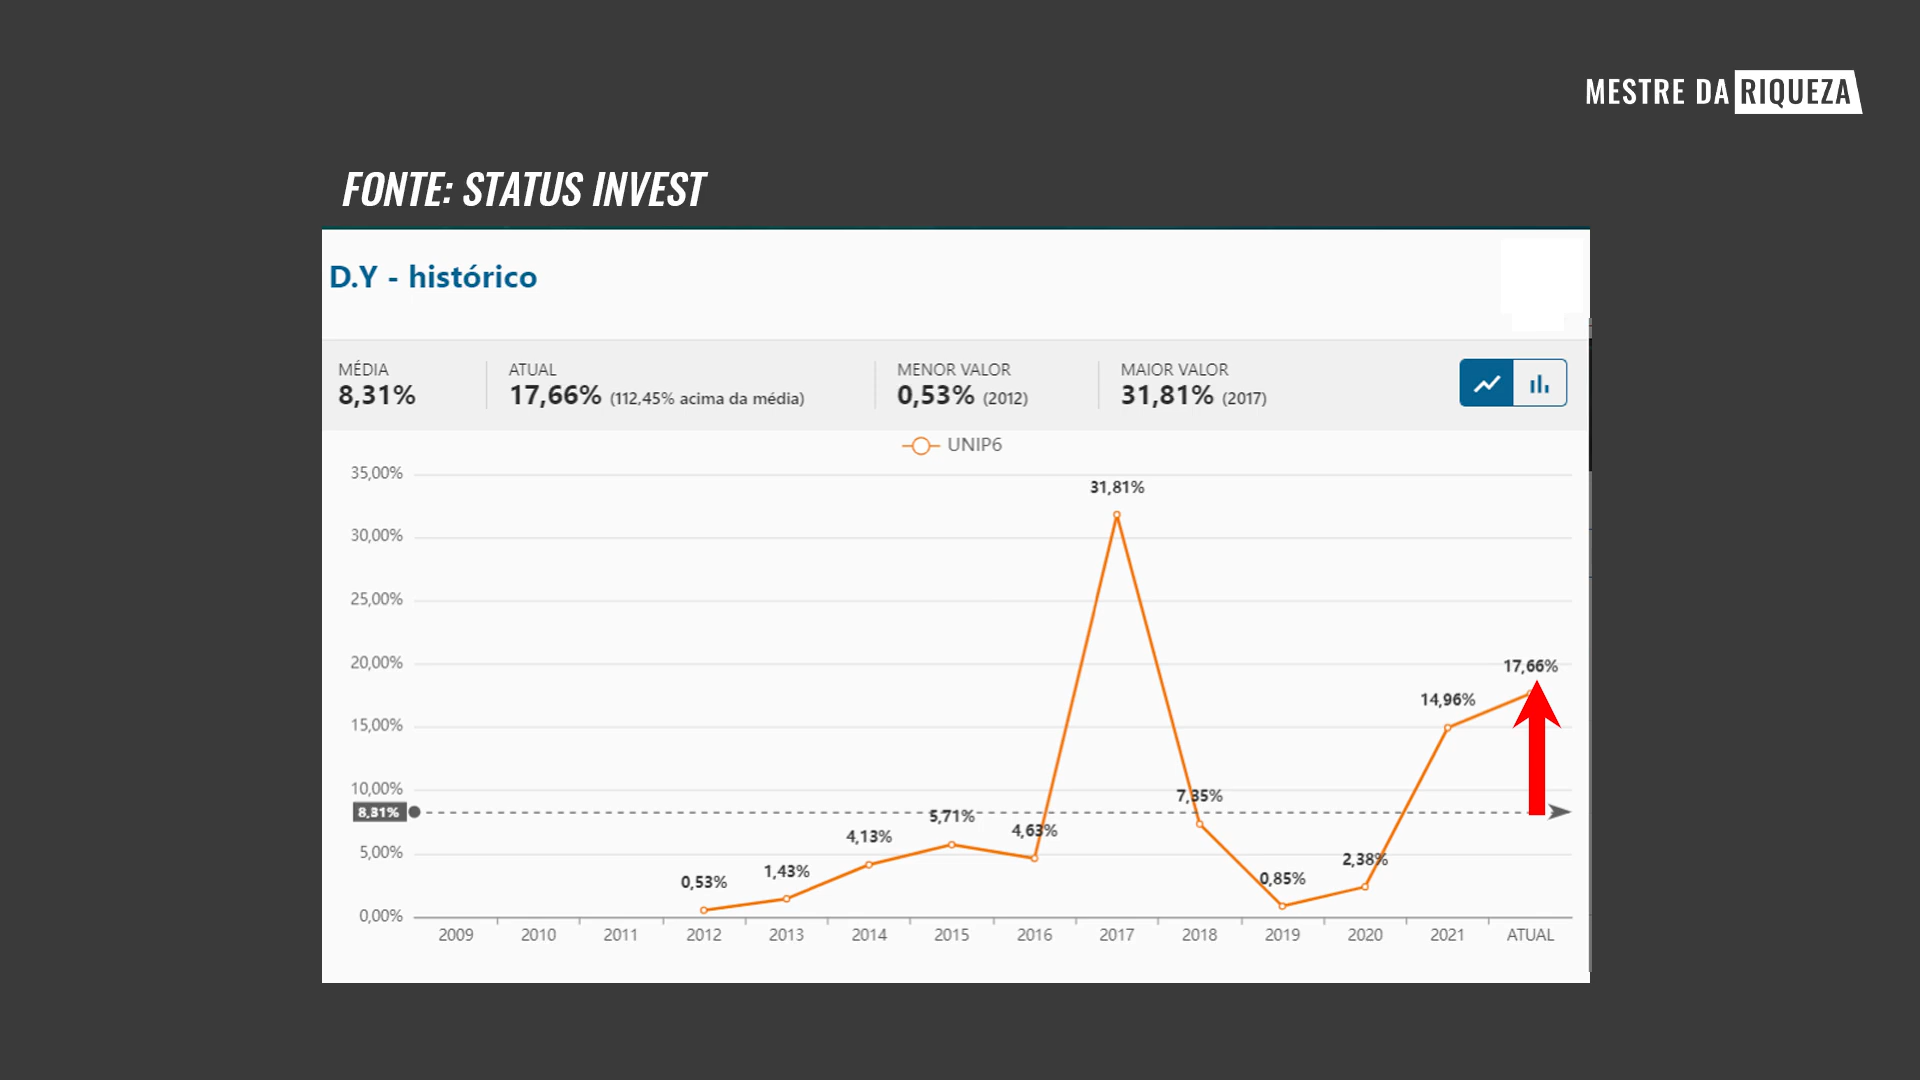 MESTRE DA RIQUEZA
FONTE: STATUS INVEST
D.Y - histórico
MÉDIA
8,31%
ATUAL
17,66% (112,45% acima da média)
MENOR VALOR
0,53% (2012)
MAIOR VALOR
31,81% (2017)
UNIP6
35,00%
30,00%
25,00%
20,00%
15,00%
10,00%
8,31%
5,00%
0,00%
0,53%
1,43%
4,13%
5,71%
4,63%
31,81%
7,35%
0,85%
2,38%
14,96%
17,66%
2009 2010 2011 2012 2013 2014 2015 2016 2017 2018 2019 2020 2021 ATUAL